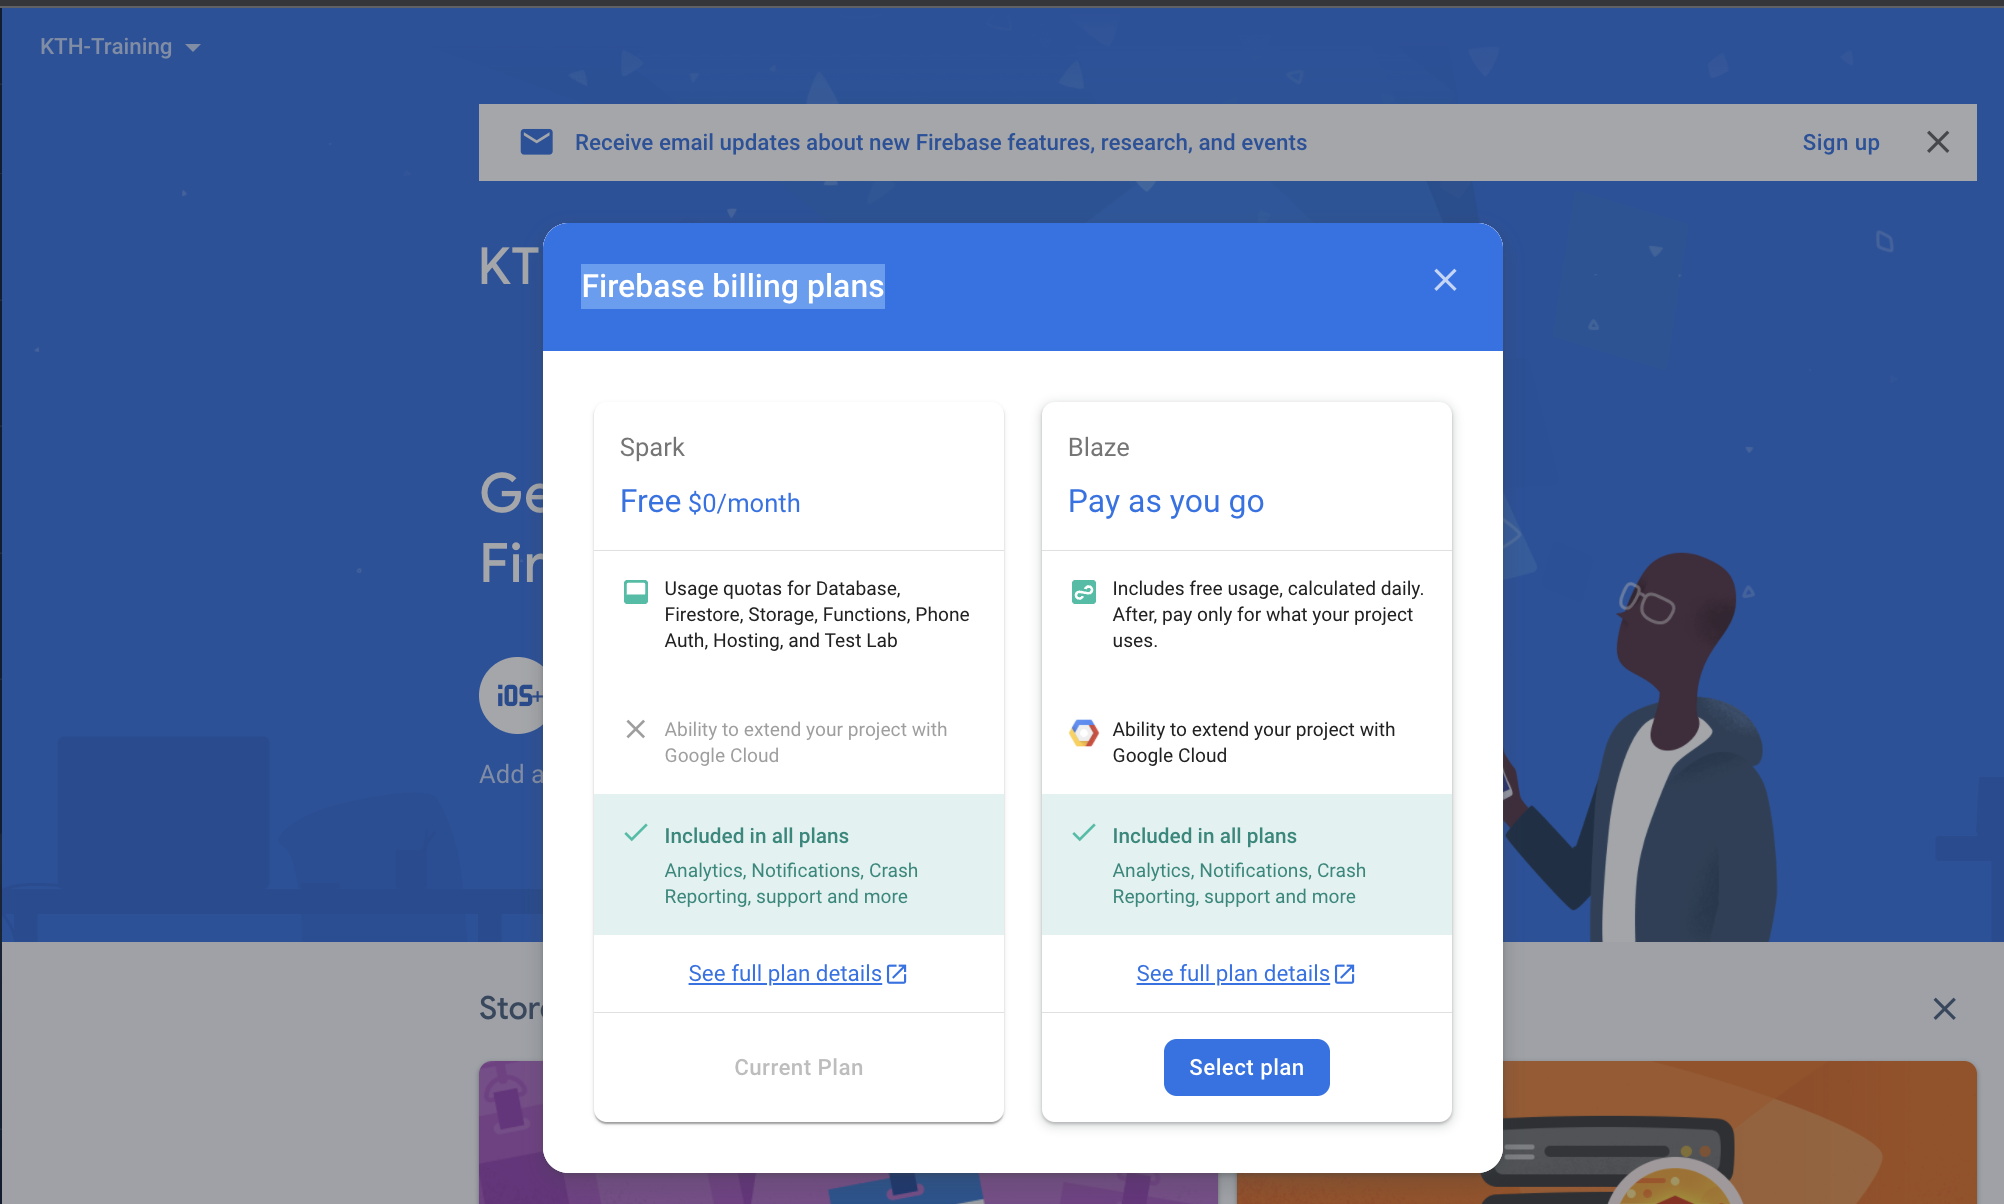 KTH-Training
Receive email updates about new Firebase features, research, and events
Sign up
KT
Firebase billing plans
Ge
Fir
iOS+
Add a
Spark
Free $0/month
Usage quotas for Database,
Firestore, Storage, Functions, Phone
Auth, Hosting, and Test Lab
Ability to extend your project with
Google Cloud
Included in all plans
Analytics, Notifications, Crash
Reporting, support and more
See full plan details
Current Plan
Blaze
Pay as you go
Includes free usage, calculated daily.
After, pay only for what your project
uses.
Ability to extend your project with
Google Cloud
Included in all plans
Analytics, Notifications, Crash
Reporting, support and more
See full plan details
Select plan
Stor